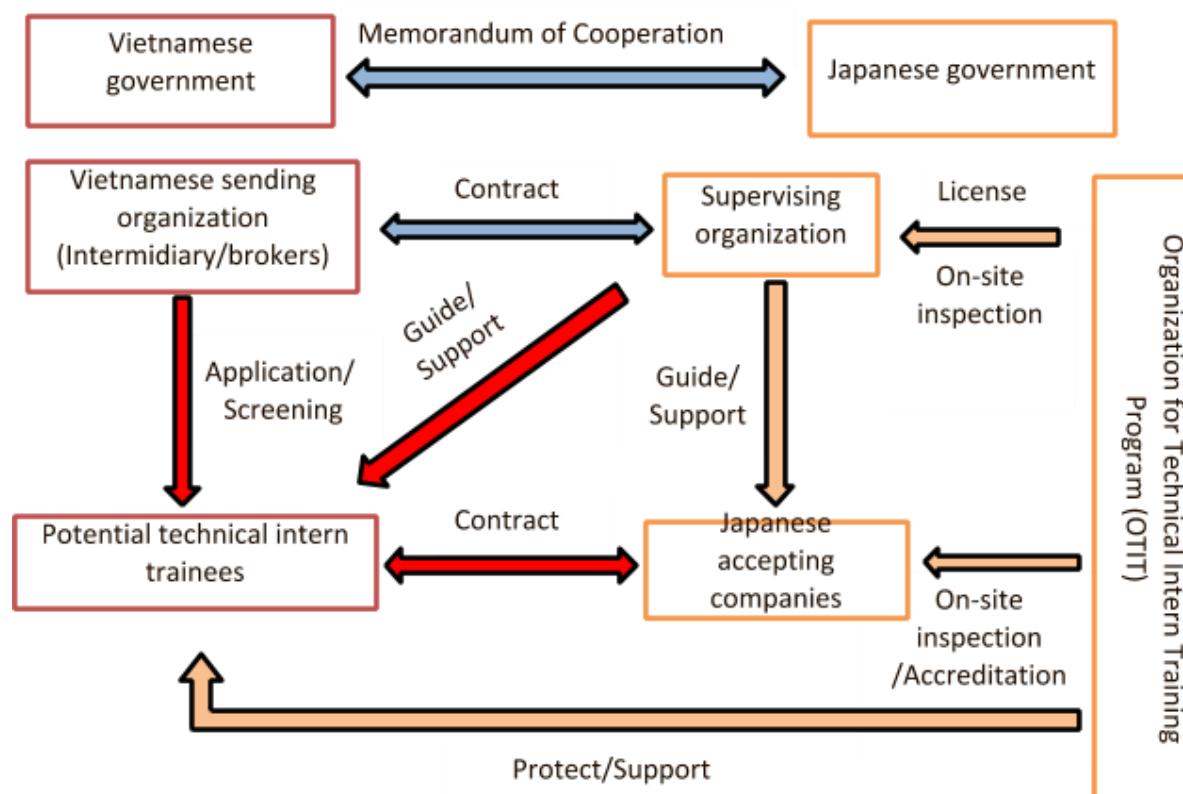 Vietnamese
government
Memorandum of Cooperation
Japanese government
Vietnamese sending
organization
(Intermidiary/brokers)
Contract
Supervising
organization
License
On-site
inspection
Guide/
Support
Application/
Screening
Guide/
Support
Potential technical intern
trainees
Contract
Japanese
accepting
companies
On-site
inspection
/Accreditation
Protect/Support
Organization for Technical Intern Training
Program (OTIT)